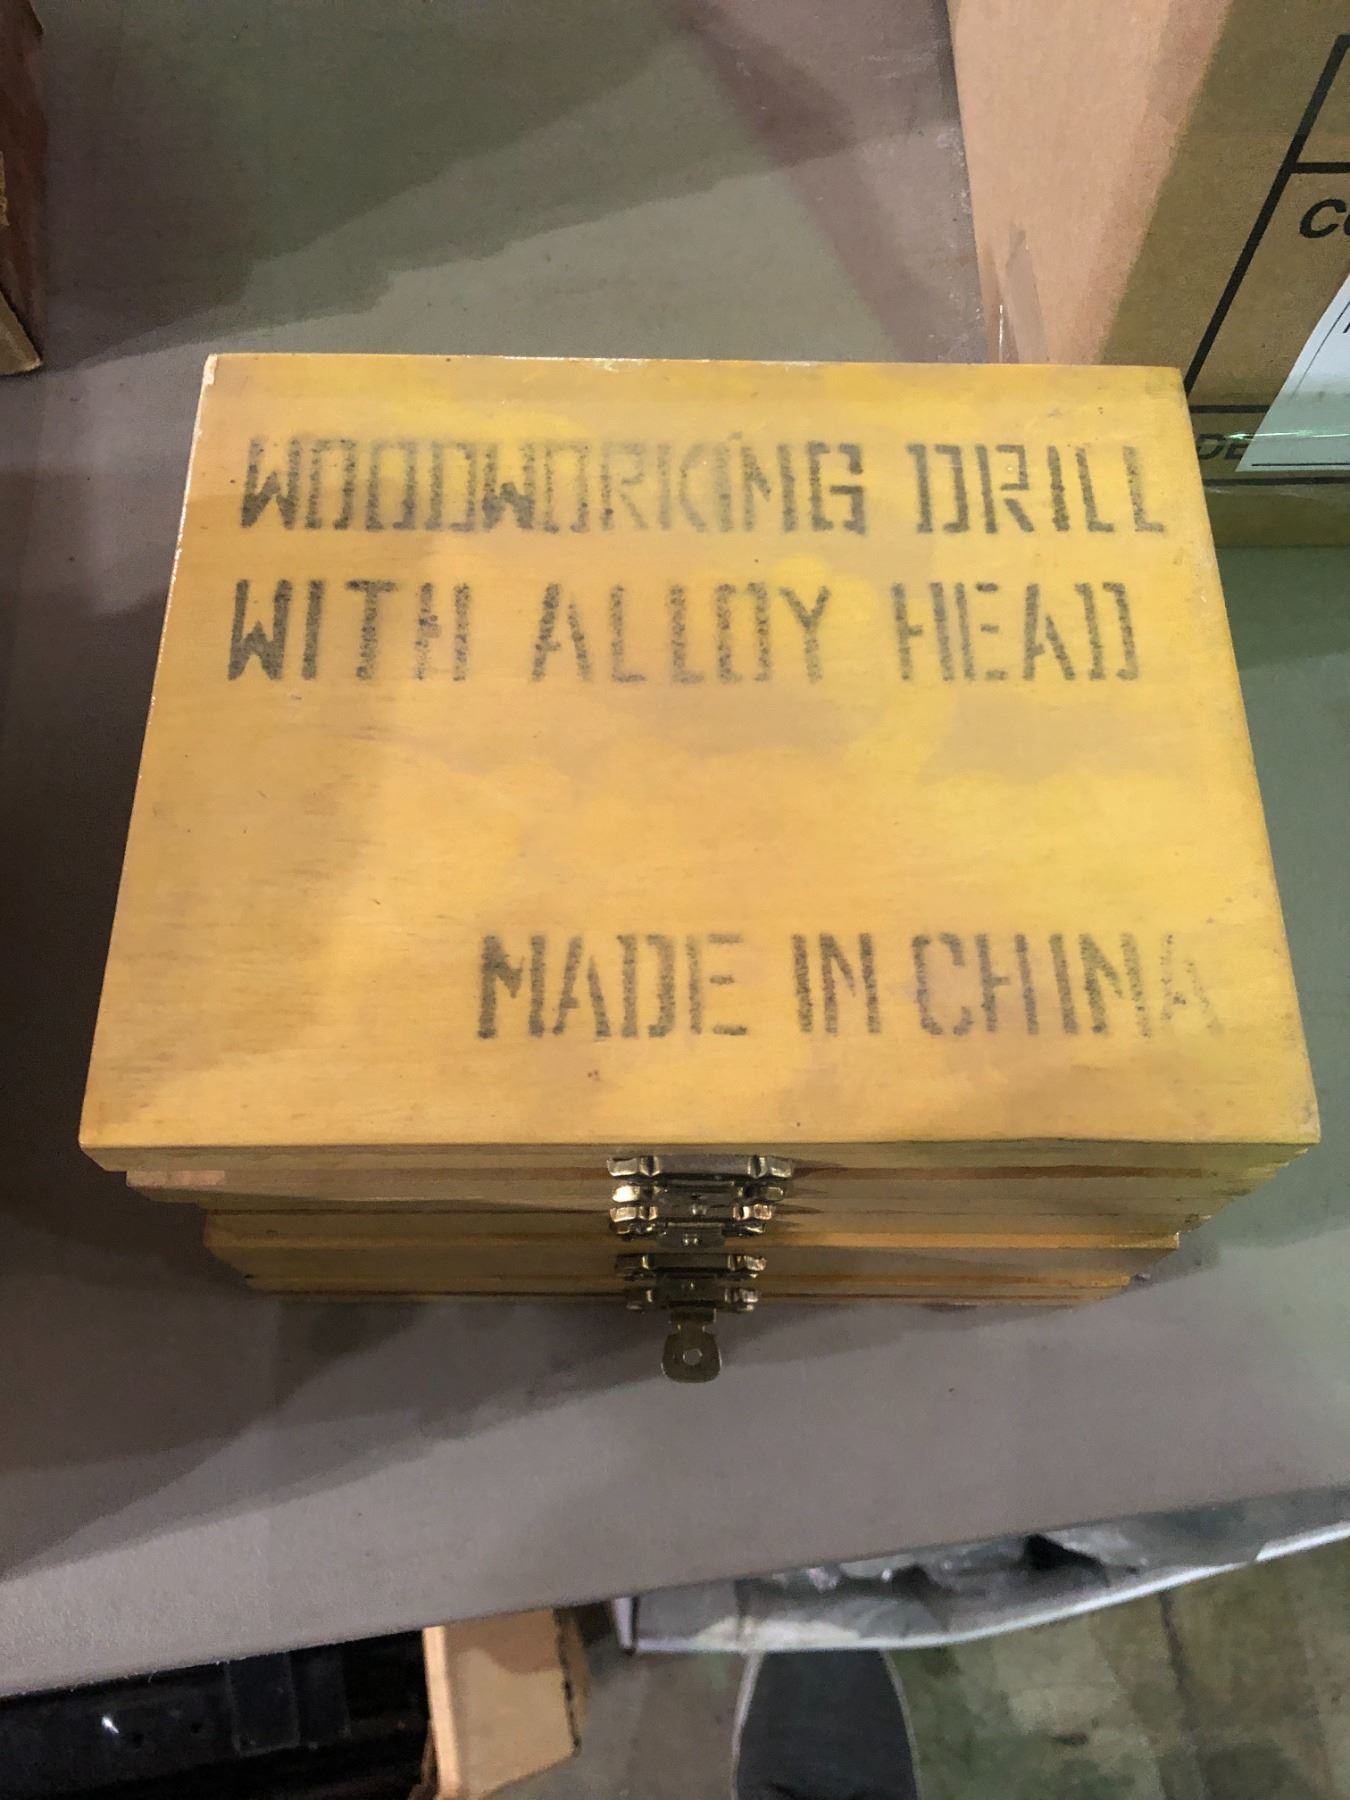 WOODWORKING DRILL
WITH ALLOY HEAD
MADE IN CHINA